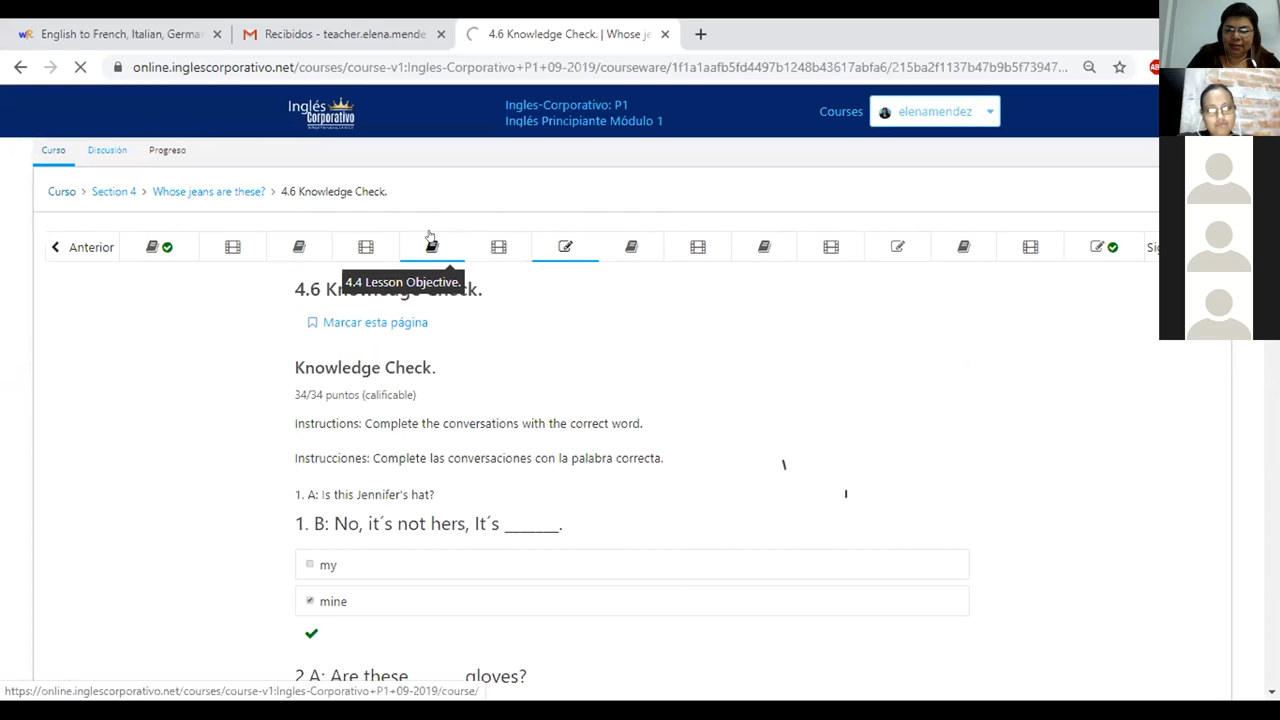 English to French, Italian, Germa
Recibidos - teacher.elena.mende
4.6 Knowledge Check. | Whose je
online.inglescorporativo.net/courses/course-v1:Ingles-Corporativo+P1+09-2019/courseware/1f1a1aafb5fd4497b1248b43617abfa6/215ba2f1137b47b9b5f73947...
Inglés
Corporativo
Ingles-Corporativo: P1
Inglés Principiante Módulo 1
Courses
elenamendez
Curso
Discusión
Progreso
Curso > Section 4 > Whose jeans are these? > 4.6 Knowledge Check.
Anterior
4.4 Lesson Objective.
4.6 Knowledge Check.
Marcar esta página
Knowledge Check.
34/34 puntos (calificable)
Instructions: Complete the conversations with the correct word.
Instrucciones: Complete las conversaciones con la palabra correcta.
1. A: Is this Jennifer's hat?
1. B: No, it´s not hers, It´s _______.
my
mine
2 A: Are these ______ gloves?
https://online.inglescorporativo.net/courses/course-v1:Ingles-Corporativo+P1+09-2019/course/